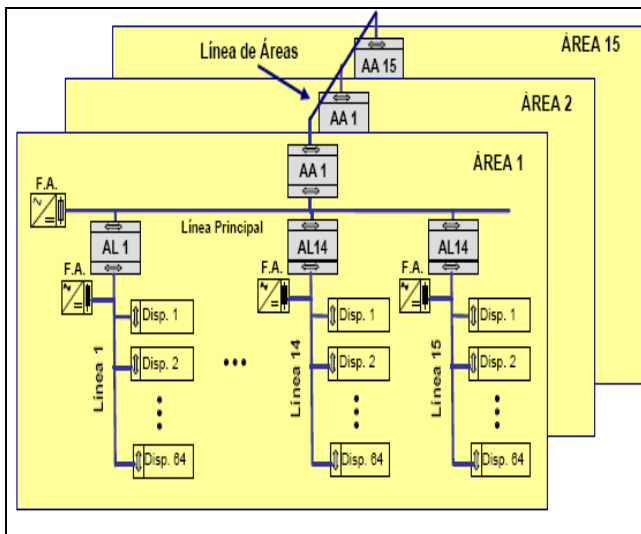 ÁREA 15
Línea de Áreas
AA 15
ÁREA 2
AA 1
ÁREA 1
AA 1
F.A.
Línea Principal
AL 1
AL14
AL14
F.A.
F.A.
F.A.
Línea 1
Disp. 1
Disp. 2
Disp. 64
Línea 14
Disp. 1
Disp. 2
Disp. 64
Línea 15
Disp. 1
Disp. 2
Disp. 64